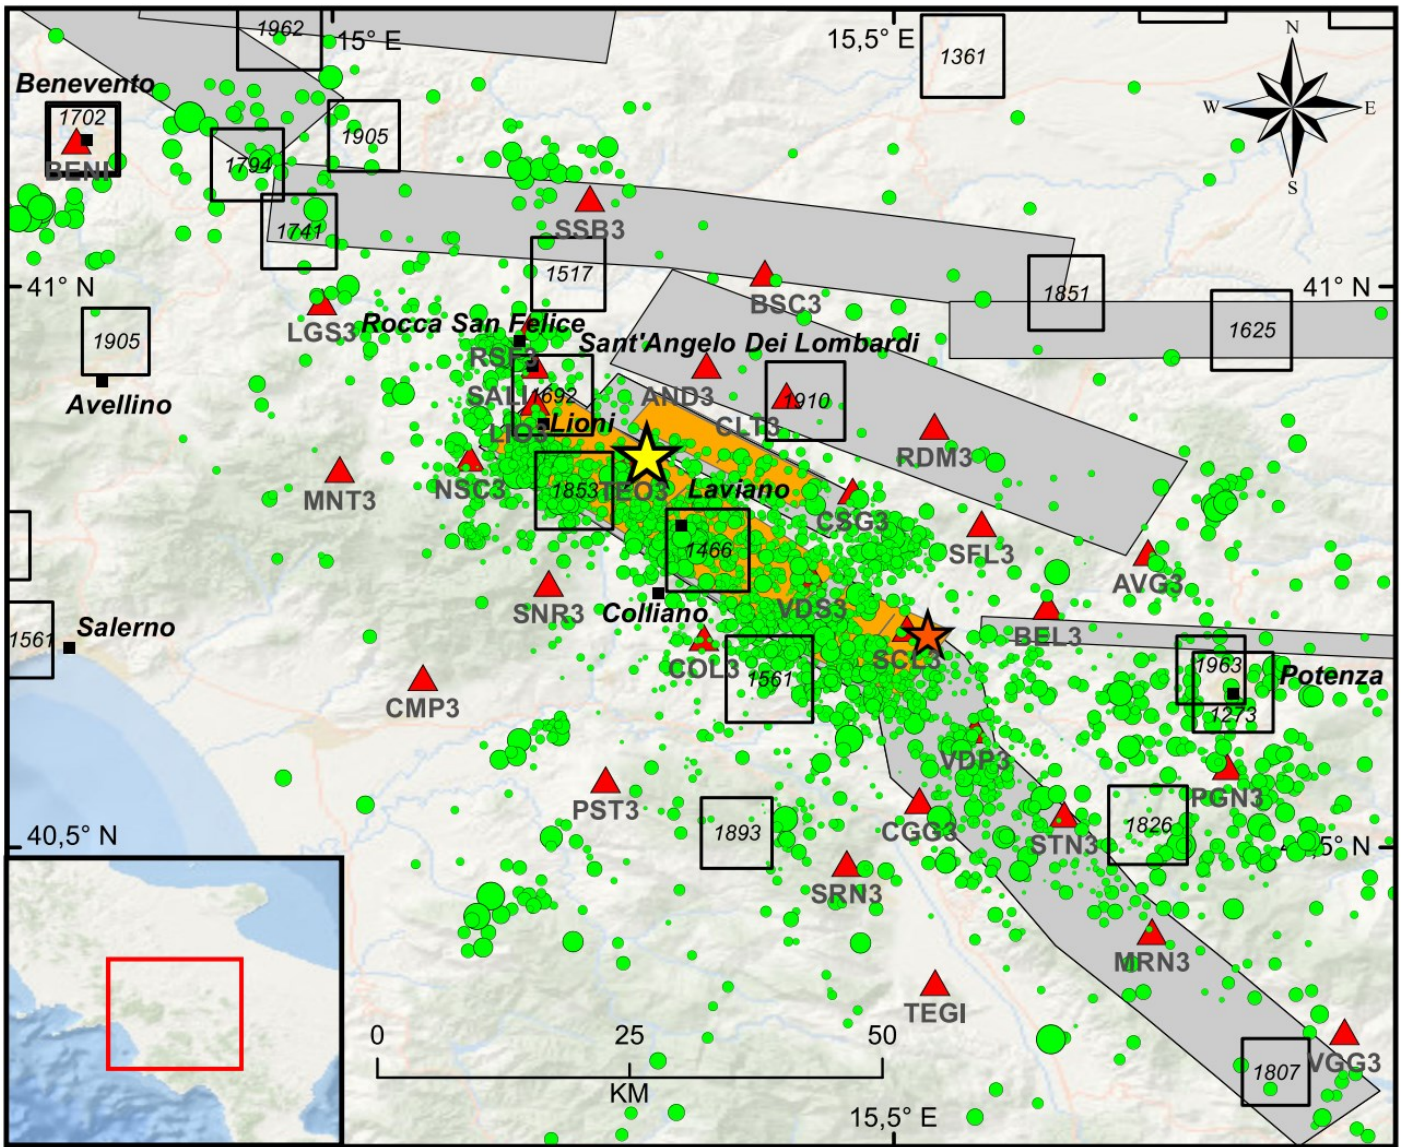 1962
15° E
15,5° E
1361
N
W
E
S
Benevento
1702
BENI
1794
1905
1741
SSB3
1517
BSC3
1851
41° N
41° N
1625
LGS3
Rocca San Felice
Sant'Angelo Dei Lombardi
1905
RSF3
Avellino
SALI
1692
AND3
1910
CLT3
LIO3
Lioni
RDM3
MNT3
NSC3
1853
TEO3
Laviano
CSG3
SFL3
1466
AVG3
SNR3
Colliano
VDS3
BEL3
1561
Salerno
COL3
SCL3
1561
1963
Potenza
CMP3
1273
VDP3
PST3
PGN3
1893
CGG3
1826
STN3
40,5° N
5° N
SRN3
MRN3
TEGI
0
25
50
KM
VGG3
1807
15,5° E